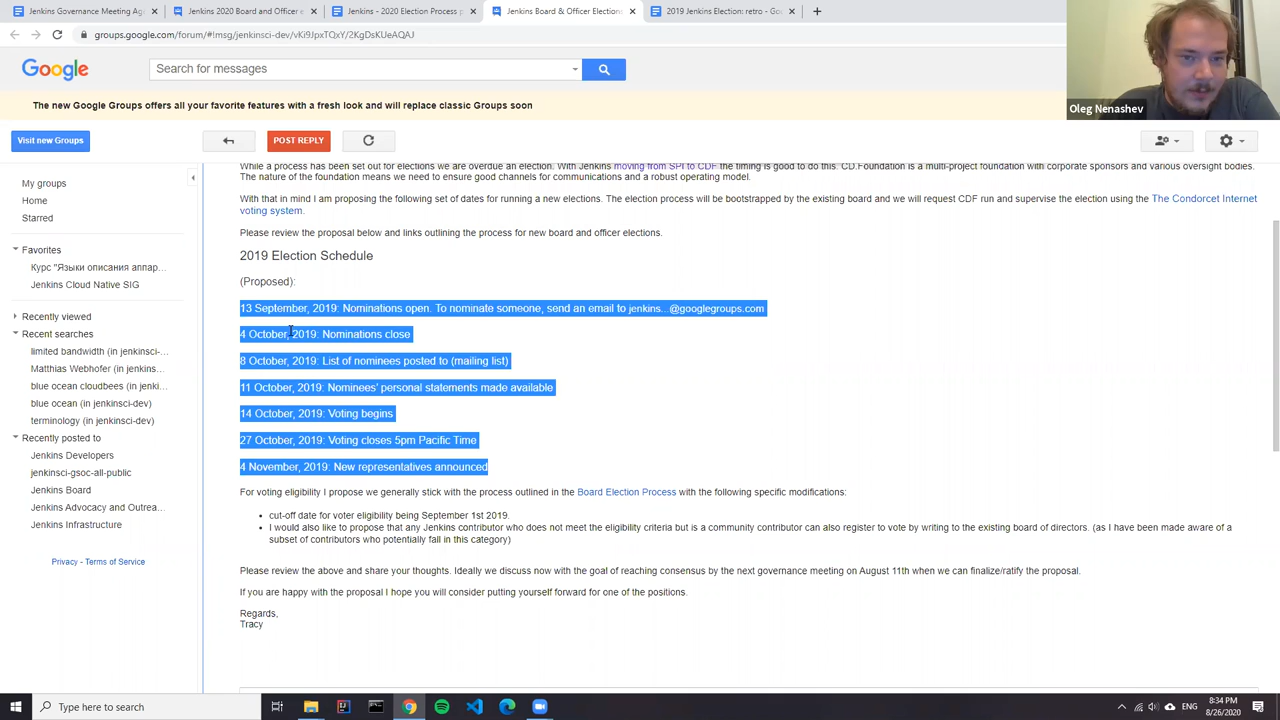 Jenkins Governance Meeting Age
Jenkins 2020 Board and Officer e
Jenkins - 2020 Election Process p
Jenkins Board & Officer Election
2019 Jenkins Election: retro - Go
groups.google.com/forum/#!msg/jenkinsci-dev/vKi9JpxTQxY/2KgDsKUeAQAJ
Google
Search for messages
Oleg Nenashev
The new Google Groups offers all your favorite features with a fresh look and will replace classic Groups soon
Visit new Groups
POST REPLY
My groups
Home
Starred
Favorites
Курс "Языки описания аппар...
Jenkins Cloud Native SIG
Recently viewed
Recent searches
limited bandwidth (in jenkinsci-...
Matthias Webhofer (in jenkins...
blue ocean cloudbees (in jenki...
blue ocean (in jenkinsci-dev)
terminology (in jenkinsci-dev)
Recently posted to
Jenkins Developers
jenkinsci-gsoc-all-public
Jenkins Board
Jenkins Advocacy and Outrea...
Jenkins Infrastructure
Privacy - Terms of Service
While a process has been set out for elections we are overdue an election. With Jenkins moving from SPI to CDF the timing is good to do this. CD.Foundation is a multi-project foundation with corporate sponsors and various oversight bodies.
The nature of the foundation means we need to ensure good channels for communications and a robust operating model.
With that in mind I am proposing the following set of dates for running a new elections. The election process will be bootstrapped by the existing board and we will request CDF run and supervise the election using the The Condorcet Internet
voting system.
Please review the proposal below and links outlining the process for new board and officer elections.
2019 Election Schedule
(Proposed):
13 September, 2019: Nominations open. To nominate someone, send an email to jenkins...@googlegroups.com
4 October, 2019: Nominations close
8 October, 2019: List of nominees posted to (mailing list)
11 October, 2019: Nominees' personal statements made available
14 October, 2019: Voting begins
27 October, 2019: Voting closes 5pm Pacific Time
4 November, 2019: New representatives announced
For voting eligibility I propose we generally stick with the process outlined in the Board Election Process with the following specific modifications:
• cut-off date for voter eligibility being September 1st 2019.
• I would also like to propose that any Jenkins contributor who does not meet the eligibility criteria but is a community contributor can also register to vote by writing to the existing board of directors. (as I have been made aware of a
subset of contributors who potentially fall in this category)
Please review the above and share your thoughts. Ideally we discuss now with the goal of reaching consensus by the next governance meeting on August 11th when we can finalize/ratify the proposal.
If you are happy with the proposal I hope you will consider putting yourself forward for one of the positions.
Regards,
Tracy
Type here to search
ENG
8:34 PM
8/26/2020